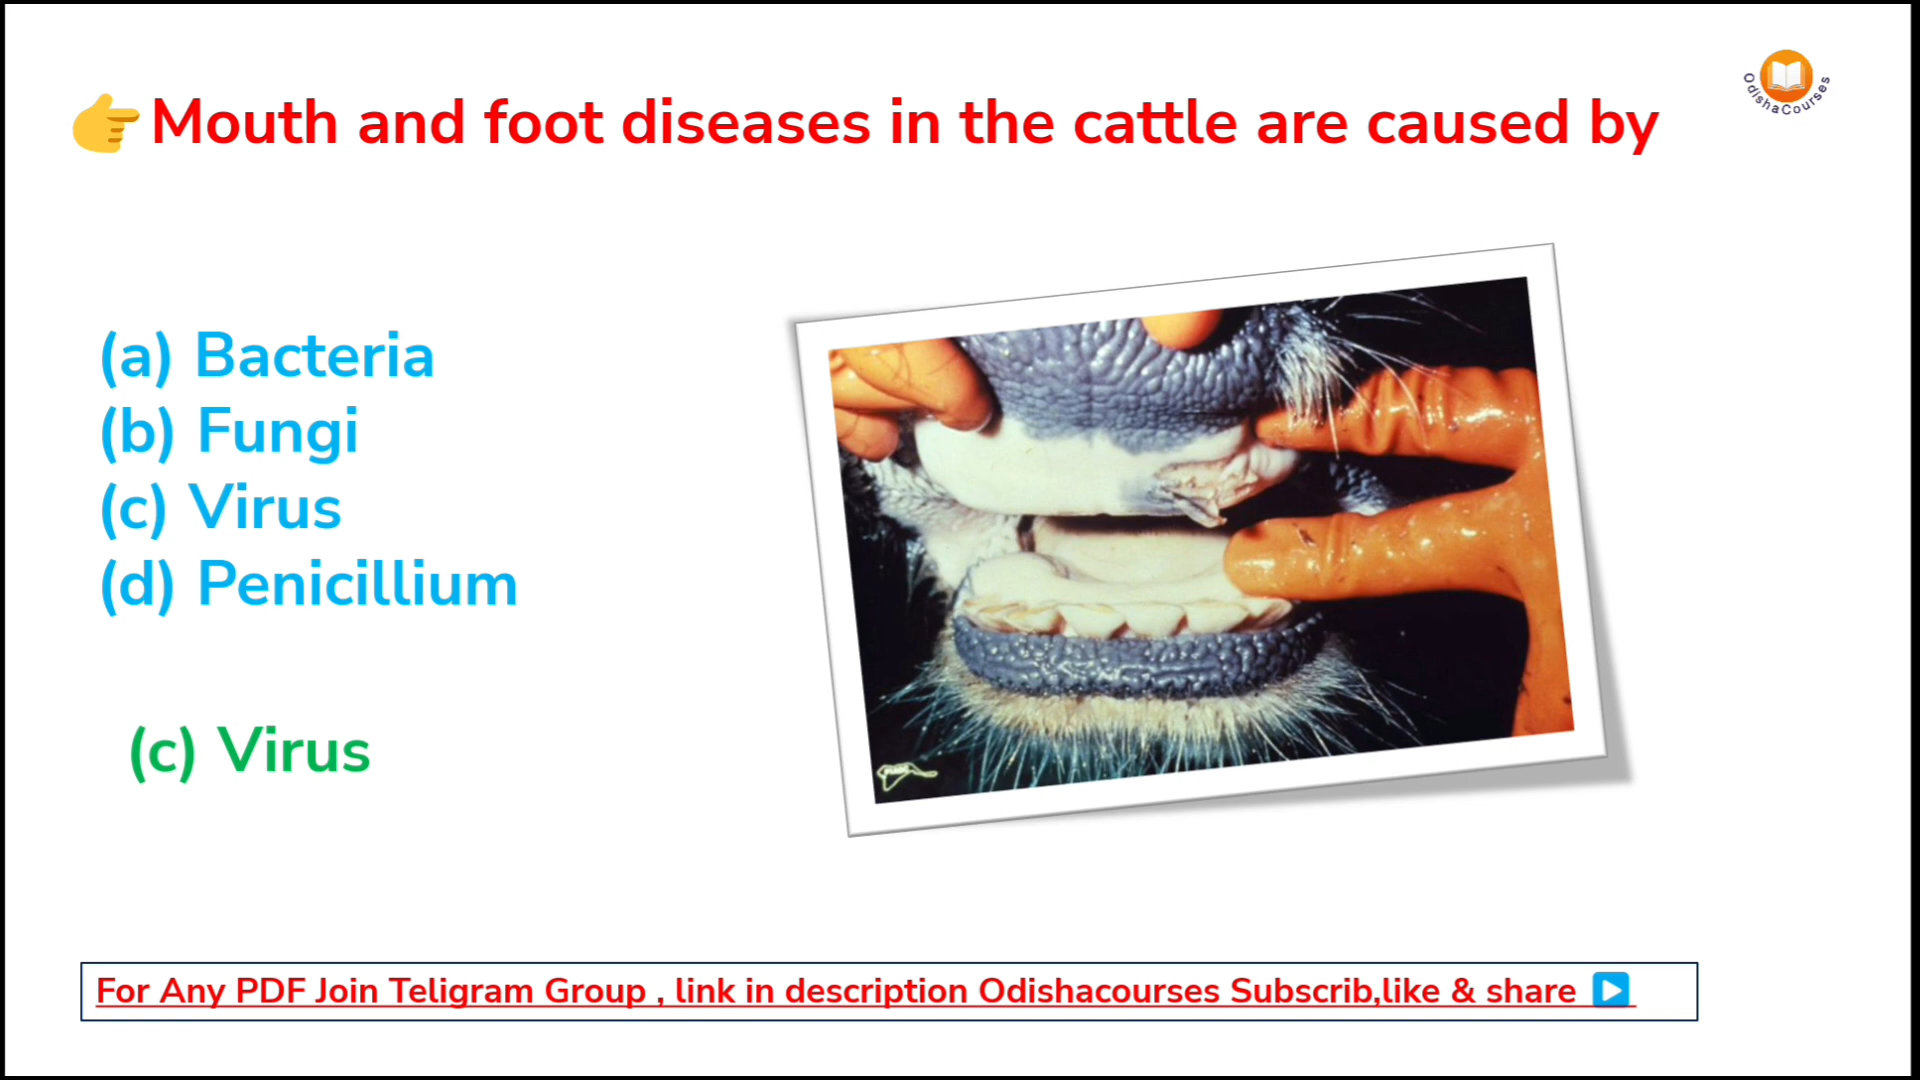 OdishaCourses
👉Mouth and foot diseases in the cattle are caused by
(a) Bacteria
(b) Fungi
(c) Virus
(d) Penicillium
(c) Virus
For Any PDF Join Teligram Group , link in description Odishacourses Subscrib,like & share ▶️